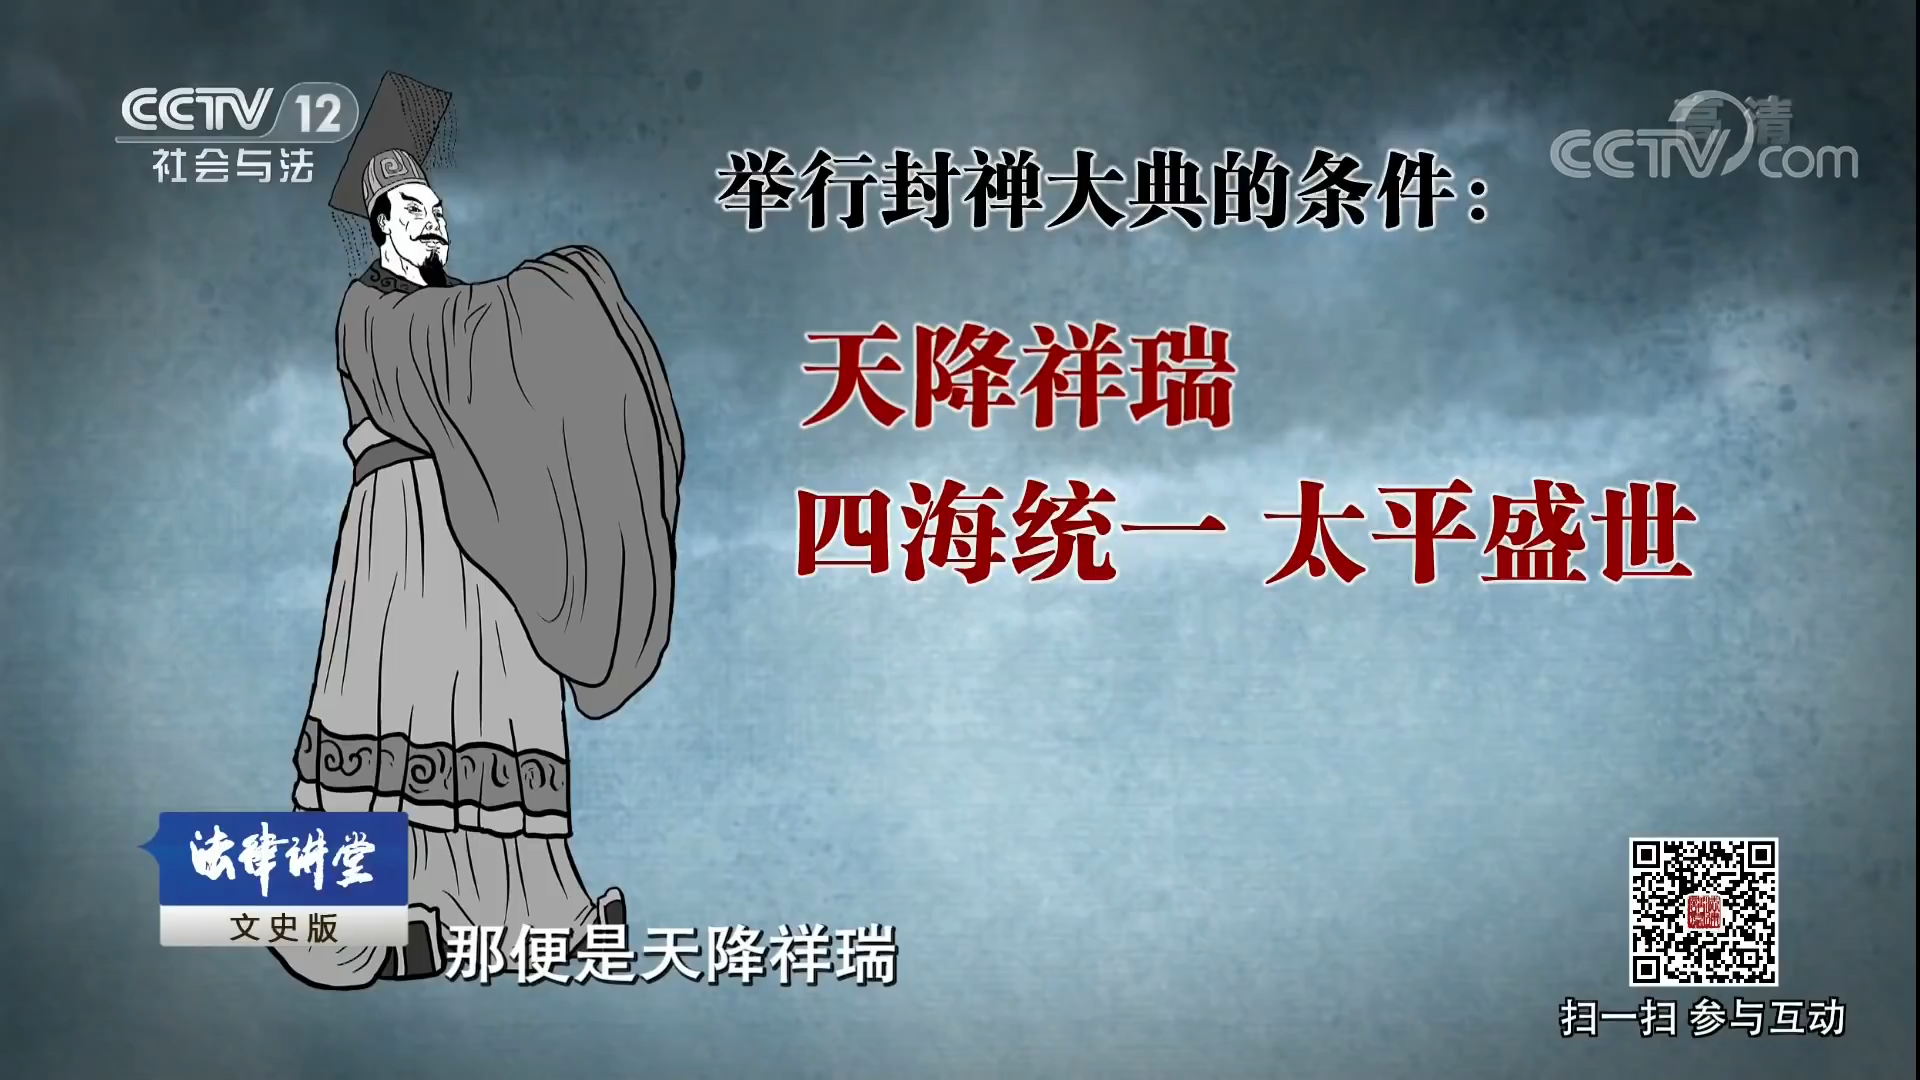 CCTV 12
社会与法
高清
CCTV com
举行封禅大典的条件：
天降祥瑞
四海统一 太平盛世
法律讲堂
文史版
那便是天降祥瑞
扫一扫 参与互动